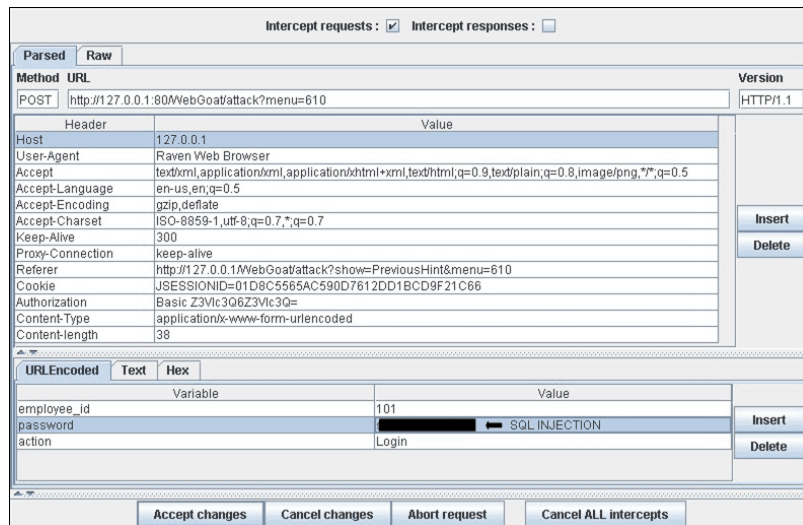 Intercept requests : Intercept responses :
Parsed Raw
Method URL Version
POST http://127.0.0.1:80/WebGoat/attack?menu=610 HTTP/1.1
Header Value
Host 127.0.0.1
User-Agent Raven Web Browser
Accept text/xml,application/xml,application/xhtml+xml,text/html;q=0.9,text/plain;q=0.8,image/png,*/*;q=0.5
Accept-Language en-us,en;q=0.5
Accept-Encoding gzip,deflate
Accept-Charset ISO-8859-1,utf-8;q=0.7,*;q=0.7
Keep-Alive 300
Proxy-Connection keep-alive
Referer http://127.0.0.1/WebGoat/attack?show=PreviousHint&menu=610
Cookie JSESSIONID=01D8C5565AC590D7612DD1BCD9F21C66
Authorization Basic Z3Vlc3Q6Z3Vlc3Q=
Content-Type application/x-www-form-urlencoded
Content-length 38
Insert
Delete
URLEncoded Text Hex
Variable Value
employee_id 101
password SQL INJECTION
action Login
Insert
Delete
Accept changes Cancel changes Abort request Cancel ALL intercepts